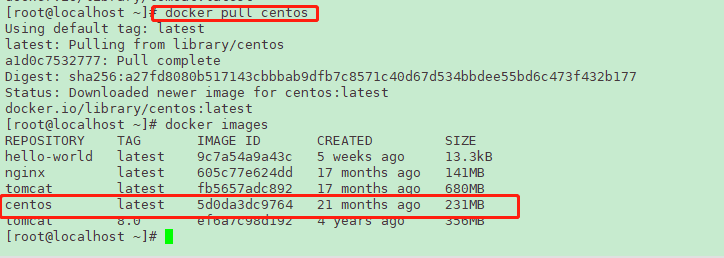 [root@localhost ~]# docker pull centos
Using default tag: latest
latest: Pulling from library/centos
a1d0c7532777: Pull complete
Digest: sha256:a27fd8080b517143cbbbab9dfb7c8571c40d67d534bbdee55bd6c473f432b177
Status: Downloaded newer image for centos:latest
docker.io/library/centos:latest
[root@localhost ~]# docker images
REPOSITORY TAG IMAGE ID CREATED SIZE
hello-world latest 9c7a54a9a43c 5 weeks ago 13.3kB
nginx latest 605c77e624dd 17 months ago 141MB
tomcat latest fb5657adc892 17 months ago 680MB
centos latest 5d0da3dc9764 21 months ago 231MB
tomcat 8.0 ef6a7c98d192 4 years ago 356MB
[root@localhost ~]#